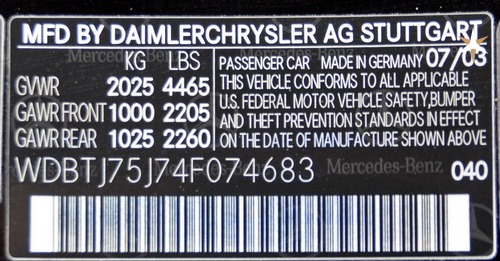 MFD BY DAIMLERCHRYSLER AG STUTTGART
KG LBS
GVWR 2025 4465
GAWR FRONT 1000 2205
GAWR REAR 1025 2260
PASSENGER CAR MADE IN GERMANY 07/03
THIS VEHICLE CONFORMS TO ALL APPLICABLE
U.S. FEDERAL MOTOR VEHICLE SAFETY, BUMPER
AND THEFT PREVENTION STANDARDS IN EFFECT
ON THE DATE OF MANUFACTURE SHOWN ABOVE
WDBTJ75J74F074683
Mercedes-Benz
040